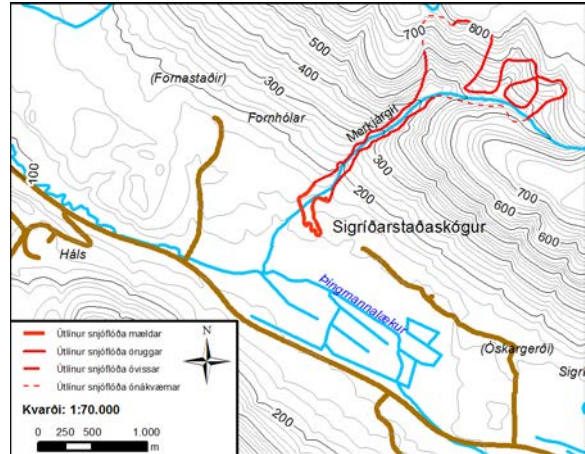 700
800
500
400
(Fornastaðir)
300
Fornhólar
Merkjárgil
100
300
200
700
600
600
Sigríðarstaðaskógur
Háls
Þingmannalækur
(Óskargerði)
Sigrí
200
Útlínur snjóflóða mældar
N
Útlínur snjóflóða öruggar
Útlínur snjóflóða óvissar
Útlínur snjóflóða ónákvæmar
Kvarði: 1:70.000
0 250 500 1.000
m